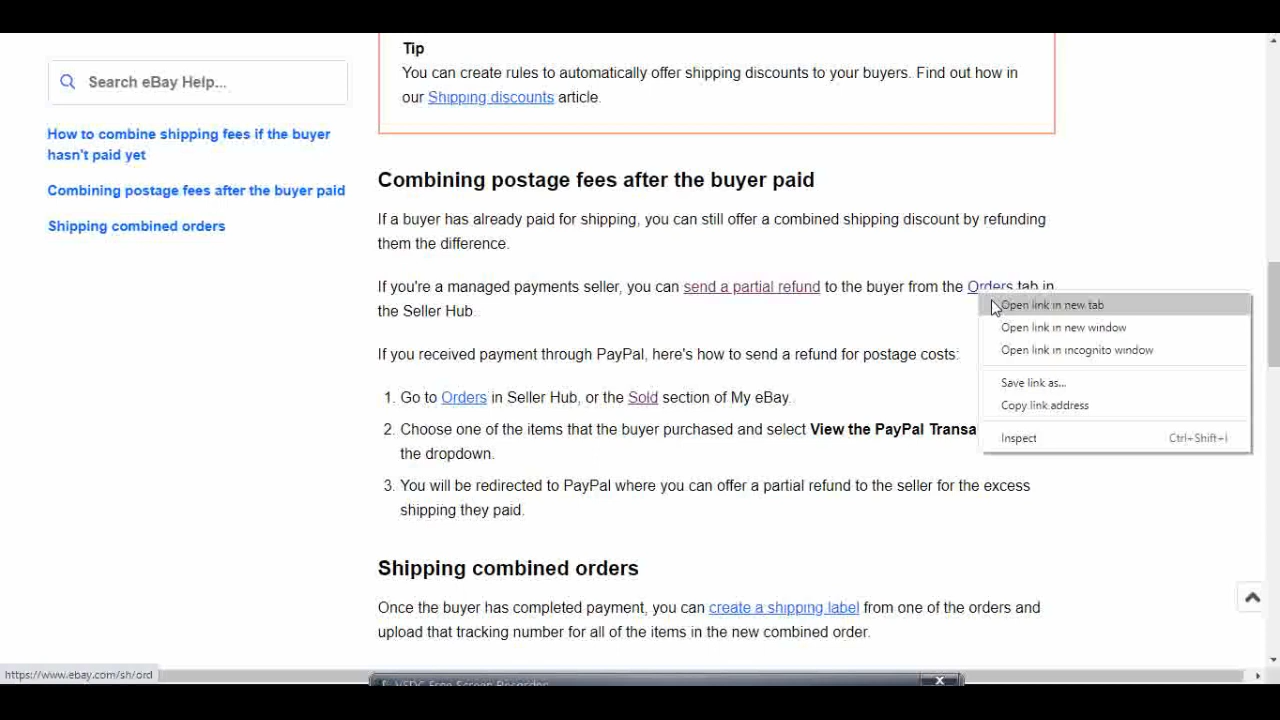 Tip
You can create rules to automatically offer shipping discounts to your buyers. Find out how in
our Shipping discounts article.
Search eBay Help...
How to combine shipping fees if the buyer
hasn't paid yet
Combining postage fees after the buyer paid
Shipping combined orders
Combining postage fees after the buyer paid
If a buyer has already paid for shipping, you can still offer a combined shipping discount by refunding
them the difference.
If you're a managed payments seller, you can send a partial refund to the buyer from the Orders tab in
the Seller Hub.
If you received payment through PayPal, here's how to send a refund for postage costs:
1. Go to Orders in Seller Hub, or the Sold section of My eBay.
2. Choose one of the items that the buyer purchased and select View the PayPal Transa
the dropdown.
3. You will be redirected to PayPal where you can offer a partial refund to the seller for the excess
shipping they paid.
Open link in new tab
Open link in new window
Open link in incognito window
Save link as...
Copy link address
Inspect Ctrl+Shift+I
Shipping combined orders
Once the buyer has completed payment, you can create a shipping label from one of the orders and
upload that tracking number for all of the items in the new combined order.
https://www.ebay.com/sh/ord
VSDC Free Screen Recorder